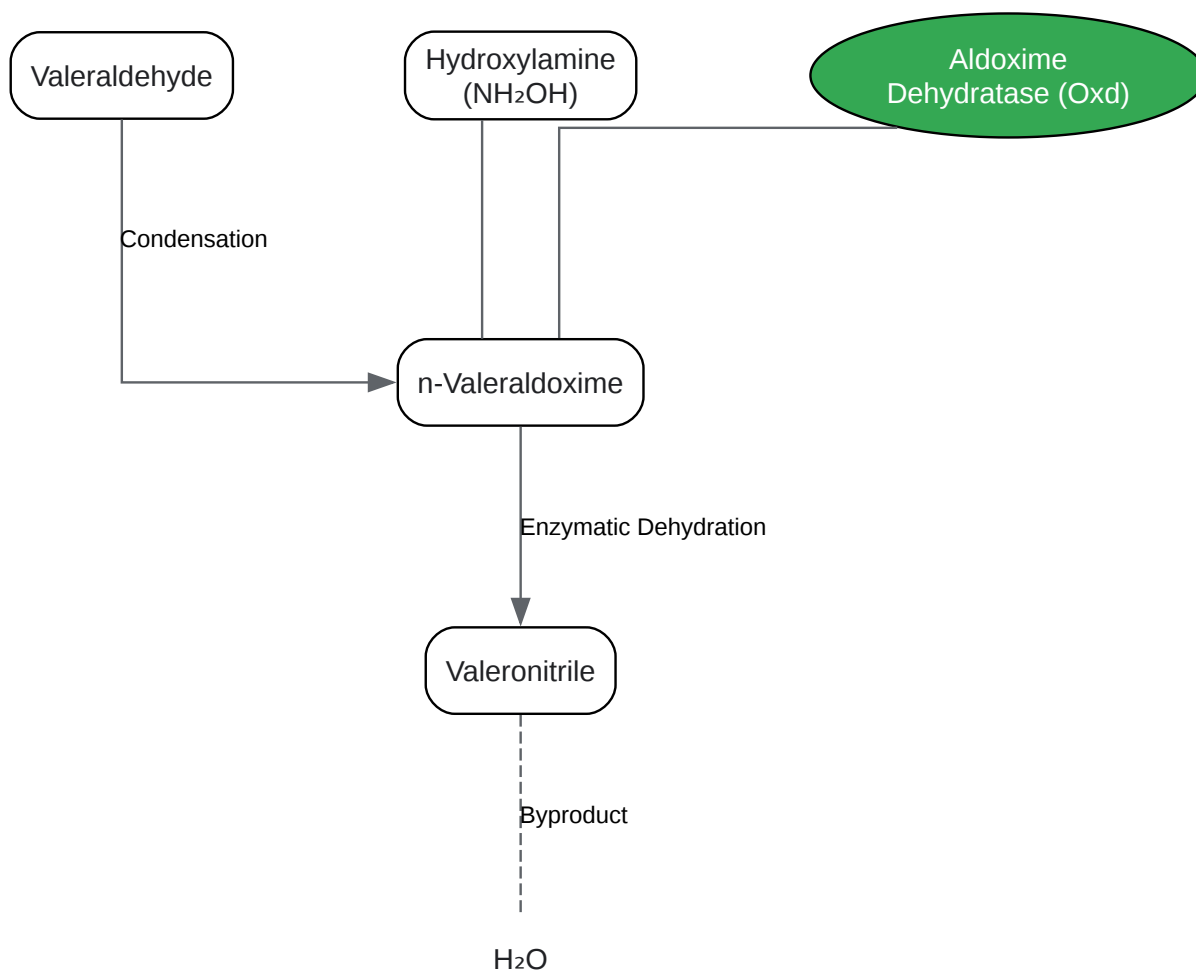 Valeraldehyde
Hydroxylamine
(NH₂OH)
Aldoxime
Dehydratase (Oxd)
Condensation
n-Valeraldoxime
Enzymatic Dehydration
Valeronitrile
Byproduct
H₂O